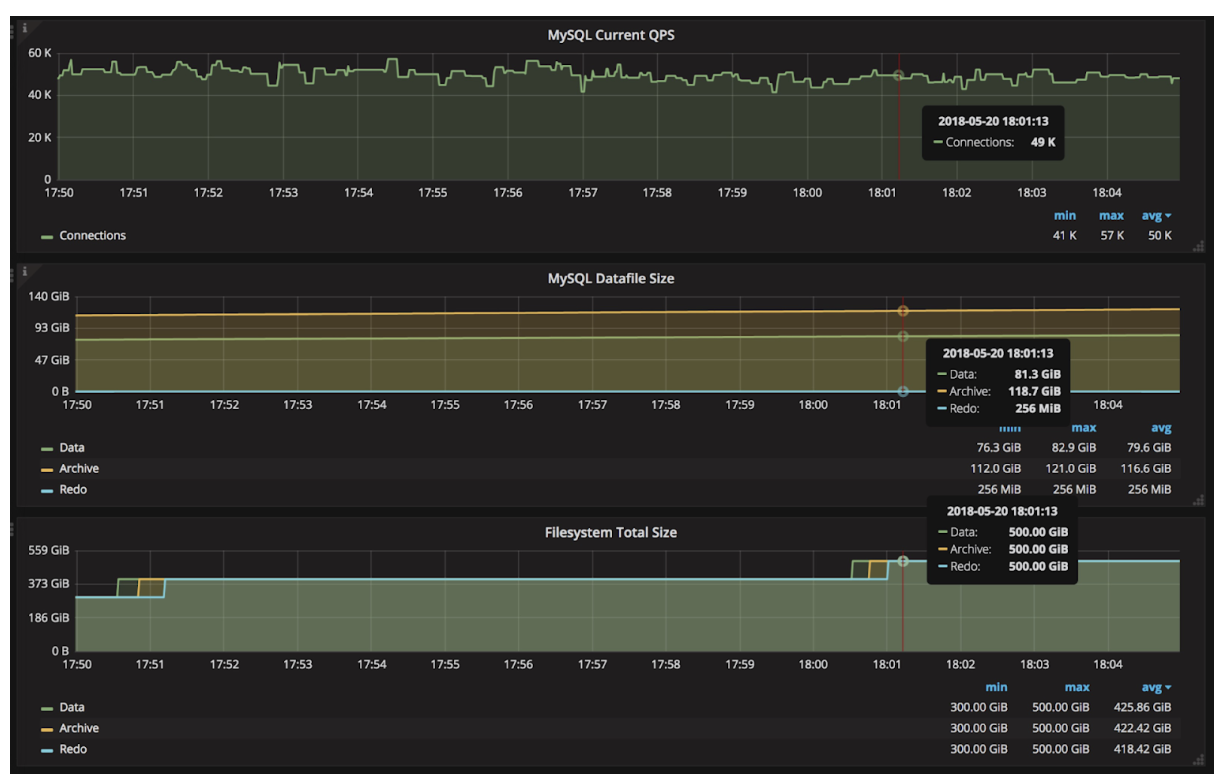 MySQL Current QPS
60 K
40 K
20 K
0
17:50 17:51 17:52 17:53 17:54 17:55 17:56 17:57 17:58 17:59 18:00 18:01 18:02 18:03 18:04
2018-05-20 18:01:13
Connections: 49 K
min max avg
Connections 41 K 57 K 50 K
MySQL Datafile Size
140 GiB
93 GiB
47 GiB
0 B
17:50 17:51 17:52 17:53 17:54 17:55 17:56 17:57 17:58 17:59 18:00 18:01 18:04
2018-05-20 18:01:13
Data: 81.3 GiB
Archive: 118.7 GiB
Redo: 256 MiB
min max avg
Data 76.3 GiB 82.9 GiB 79.6 GiB
Archive 112.0 GiB 121.0 GiB 116.6 GiB
Redo 256 MiB 256 MiB 256 MiB
Filesystem Total Size
2018-05-20 18:01:13
Data: 500.00 GiB
Archive: 500.00 GiB
Redo: 500.00 GiB
559 GiB
373 GiB
186 GiB
0 B
17:50 17:51 17:52 17:53 17:54 17:55 17:56 17:57 17:58 17:59 18:00 18:01 18:02 18:03 18:04
min max avg
Data 300.00 GiB 500.00 GiB 425.86 GiB
Archive 300.00 GiB 500.00 GiB 422.42 GiB
Redo 300.00 GiB 500.00 GiB 418.42 GiB